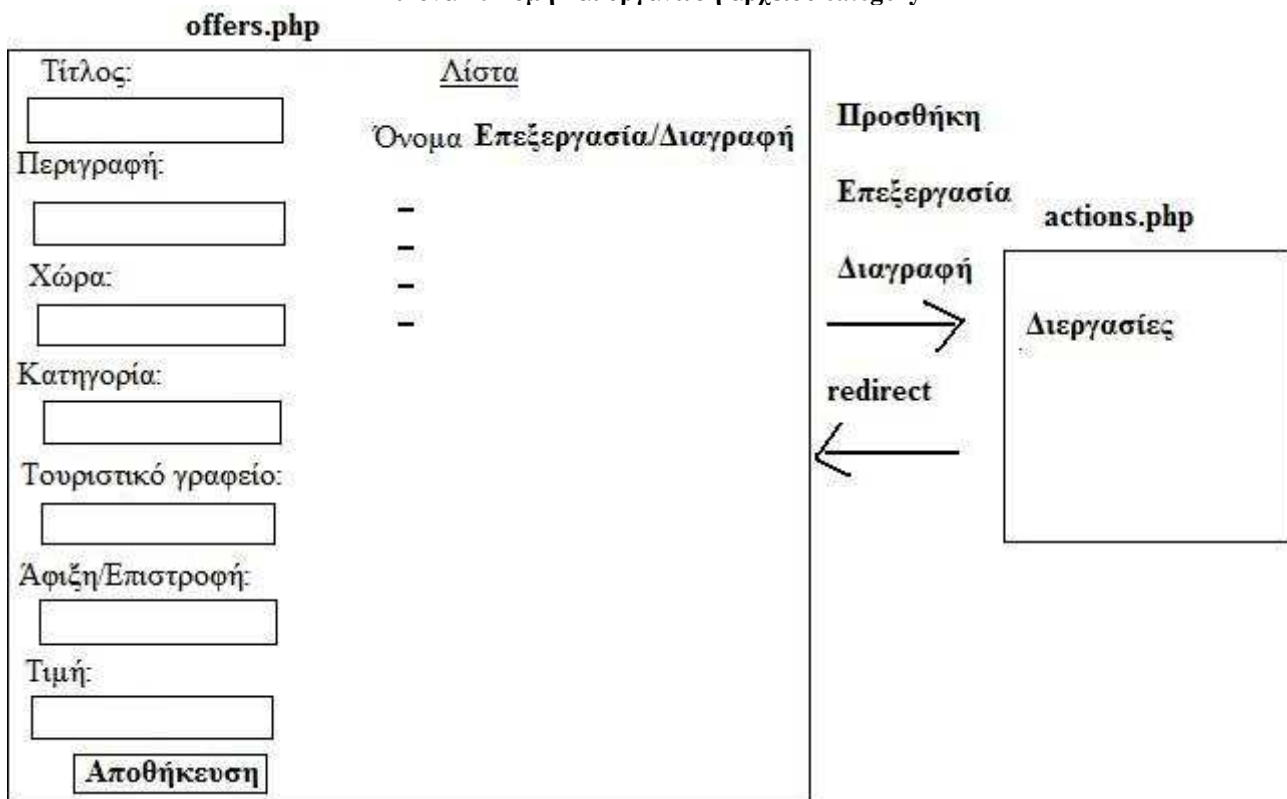 offers.php
Τίτλος:
Λίστα
Όνομα Επεξεργασία/Διαγραφή
Περιγραφή:
Χώρα:
Κατηγορία:
Τουριστικό γραφείο:
Άφιξη/Επιστροφή:
Τιμή:
Αποθήκευση
Προσθήκη
Επεξεργασία
Διαγραφή
redirect
actions.php
Διεργασίες